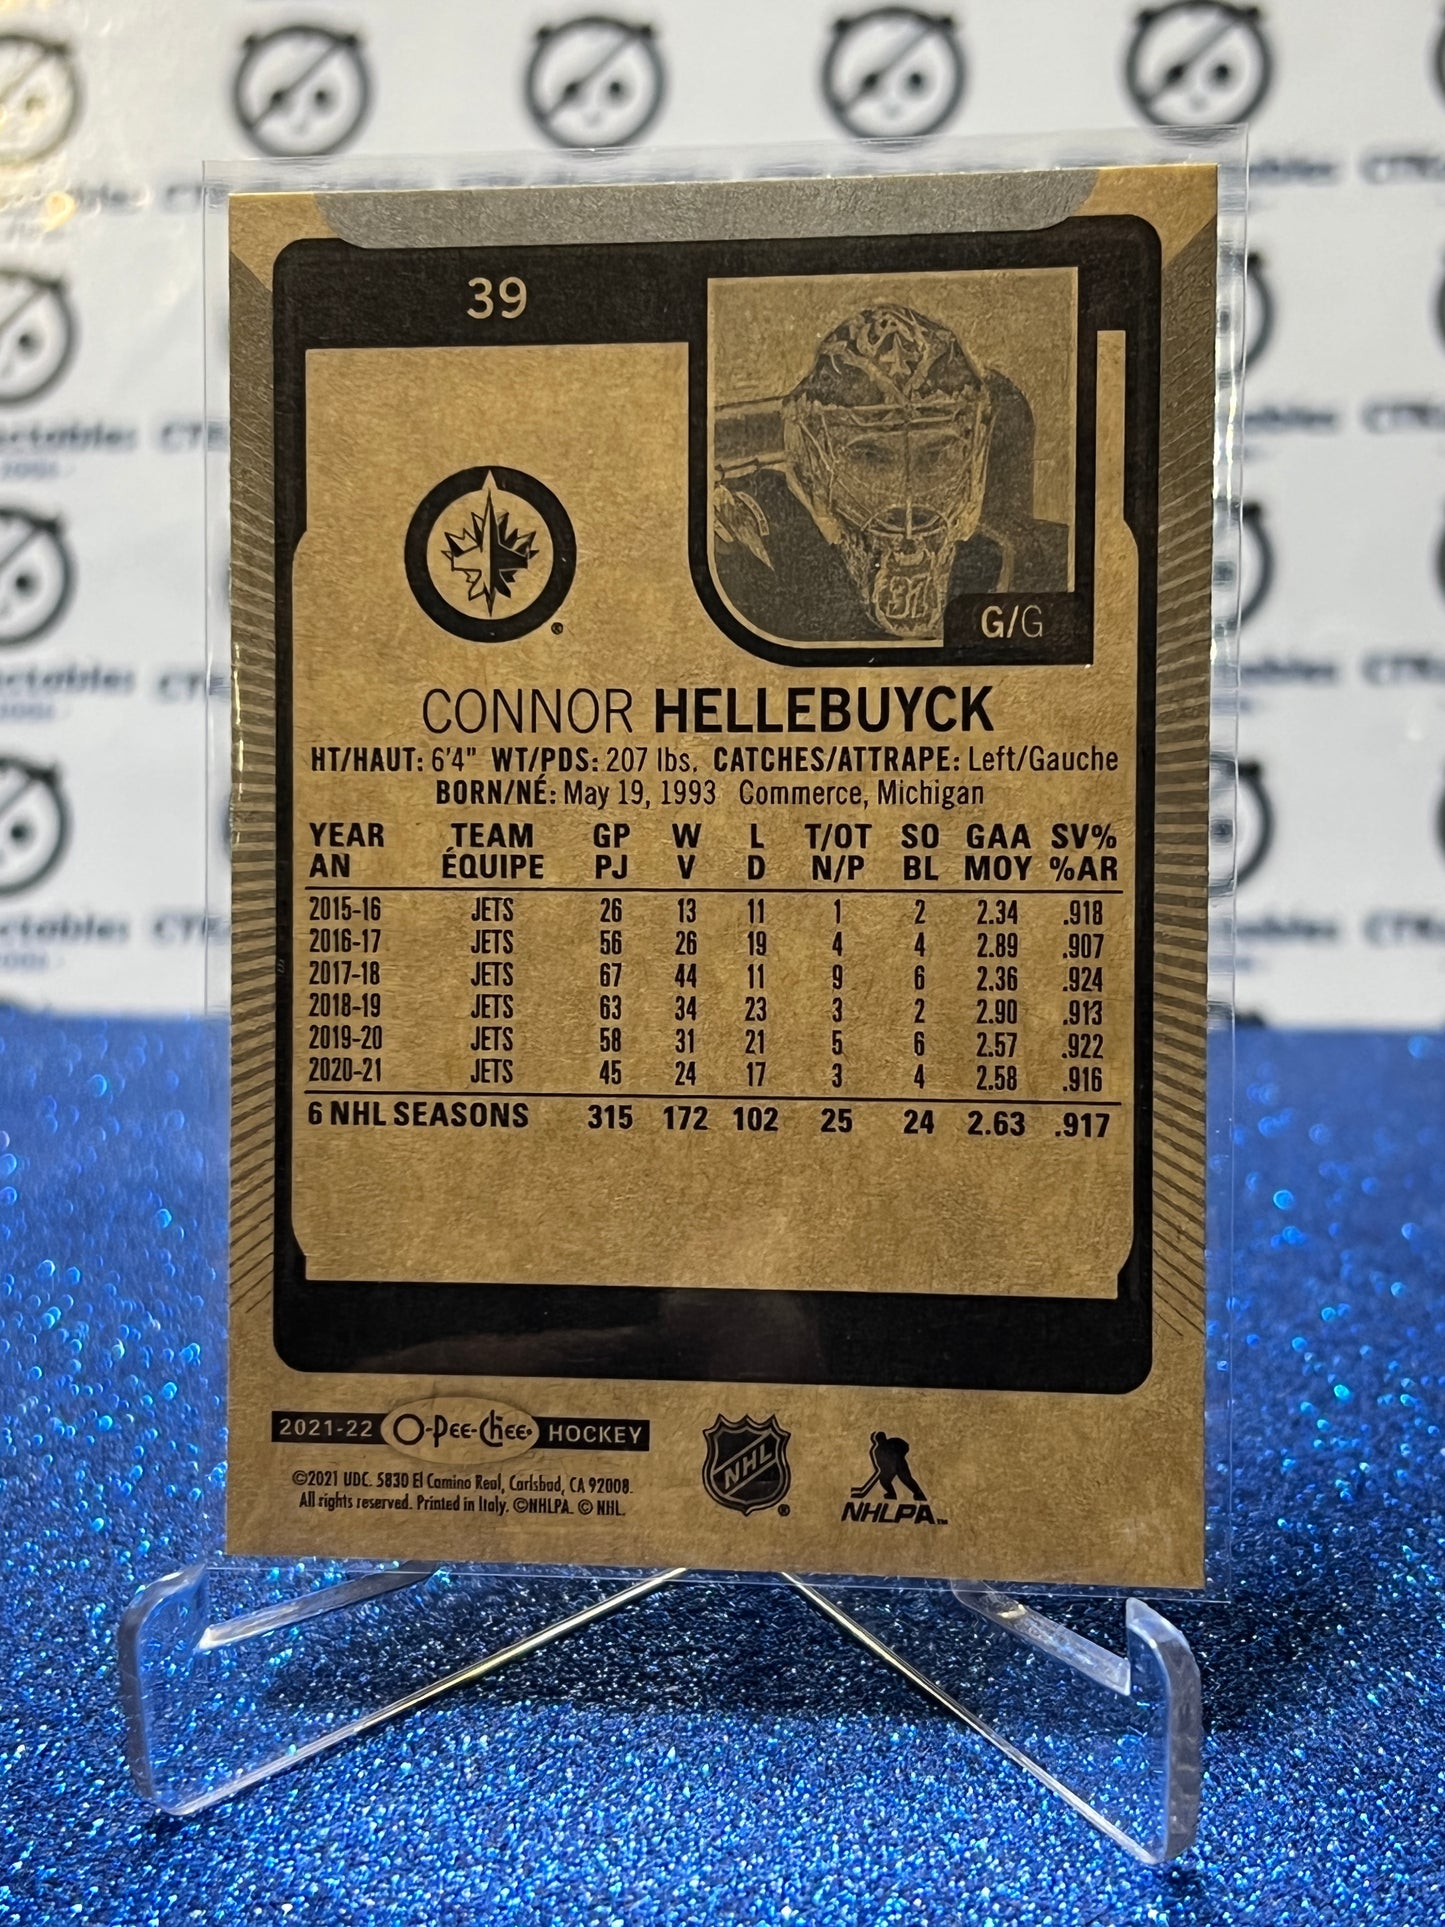 39
G/G
CONNOR HELLEBUYCK
HT/HAUT: 6'4" WT/PDS: 207 lbs. CATCHES/ATTRAPE: Left/Gauche
BORN/NÉ: May 19, 1993 Commerce, Michigan
YEAR TEAM GP W L T/OT SO GAA SV%
AN ÉQUIPE PJ V D N/P BL MOY %AR
2015-16 JETS 26 13 11 1 2 2.34 .918
2016-17 JETS 56 26 19 4 4 2.89 .907
2017-18 JETS 67 44 11 9 6 2.36 .924
2018-19 JETS 63 34 23 3 2 2.90 .913
2019-20 JETS 58 31 21 5 6 2.57 .922
2020-21 JETS 45 24 17 3 4 2.58 .916
6 NHL SEASONS 315 172 102 25 24 2.63 .917
2021-22 O-PEE-CHEE HOCKEY
©2021 UDC. 5830 El Camino Real, Carlsbad, CA 92008.
All rights reserved. Printed in Italy. ©NHLPA. © NHL.
NHL ®
NHLPA™